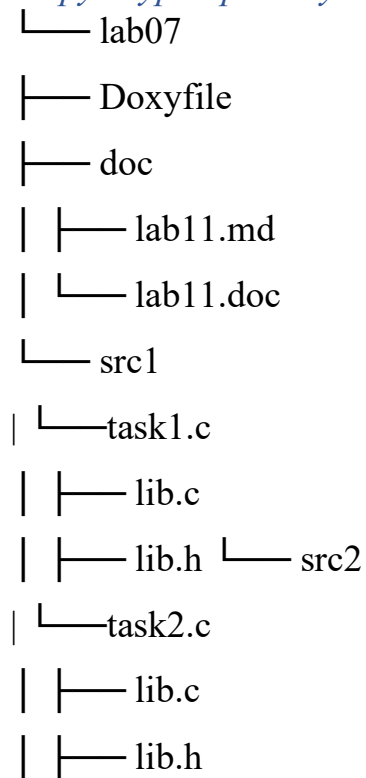 └── lab07
├── Doxyfile
├── doc
│ ├── lab11.md
│ └── lab11.doc
└── src1
| └──task1.c
│ ├── lib.c
│ ├── lib.h └── src2
| └──task2.c
│ ├── lib.c
│ ├── lib.h